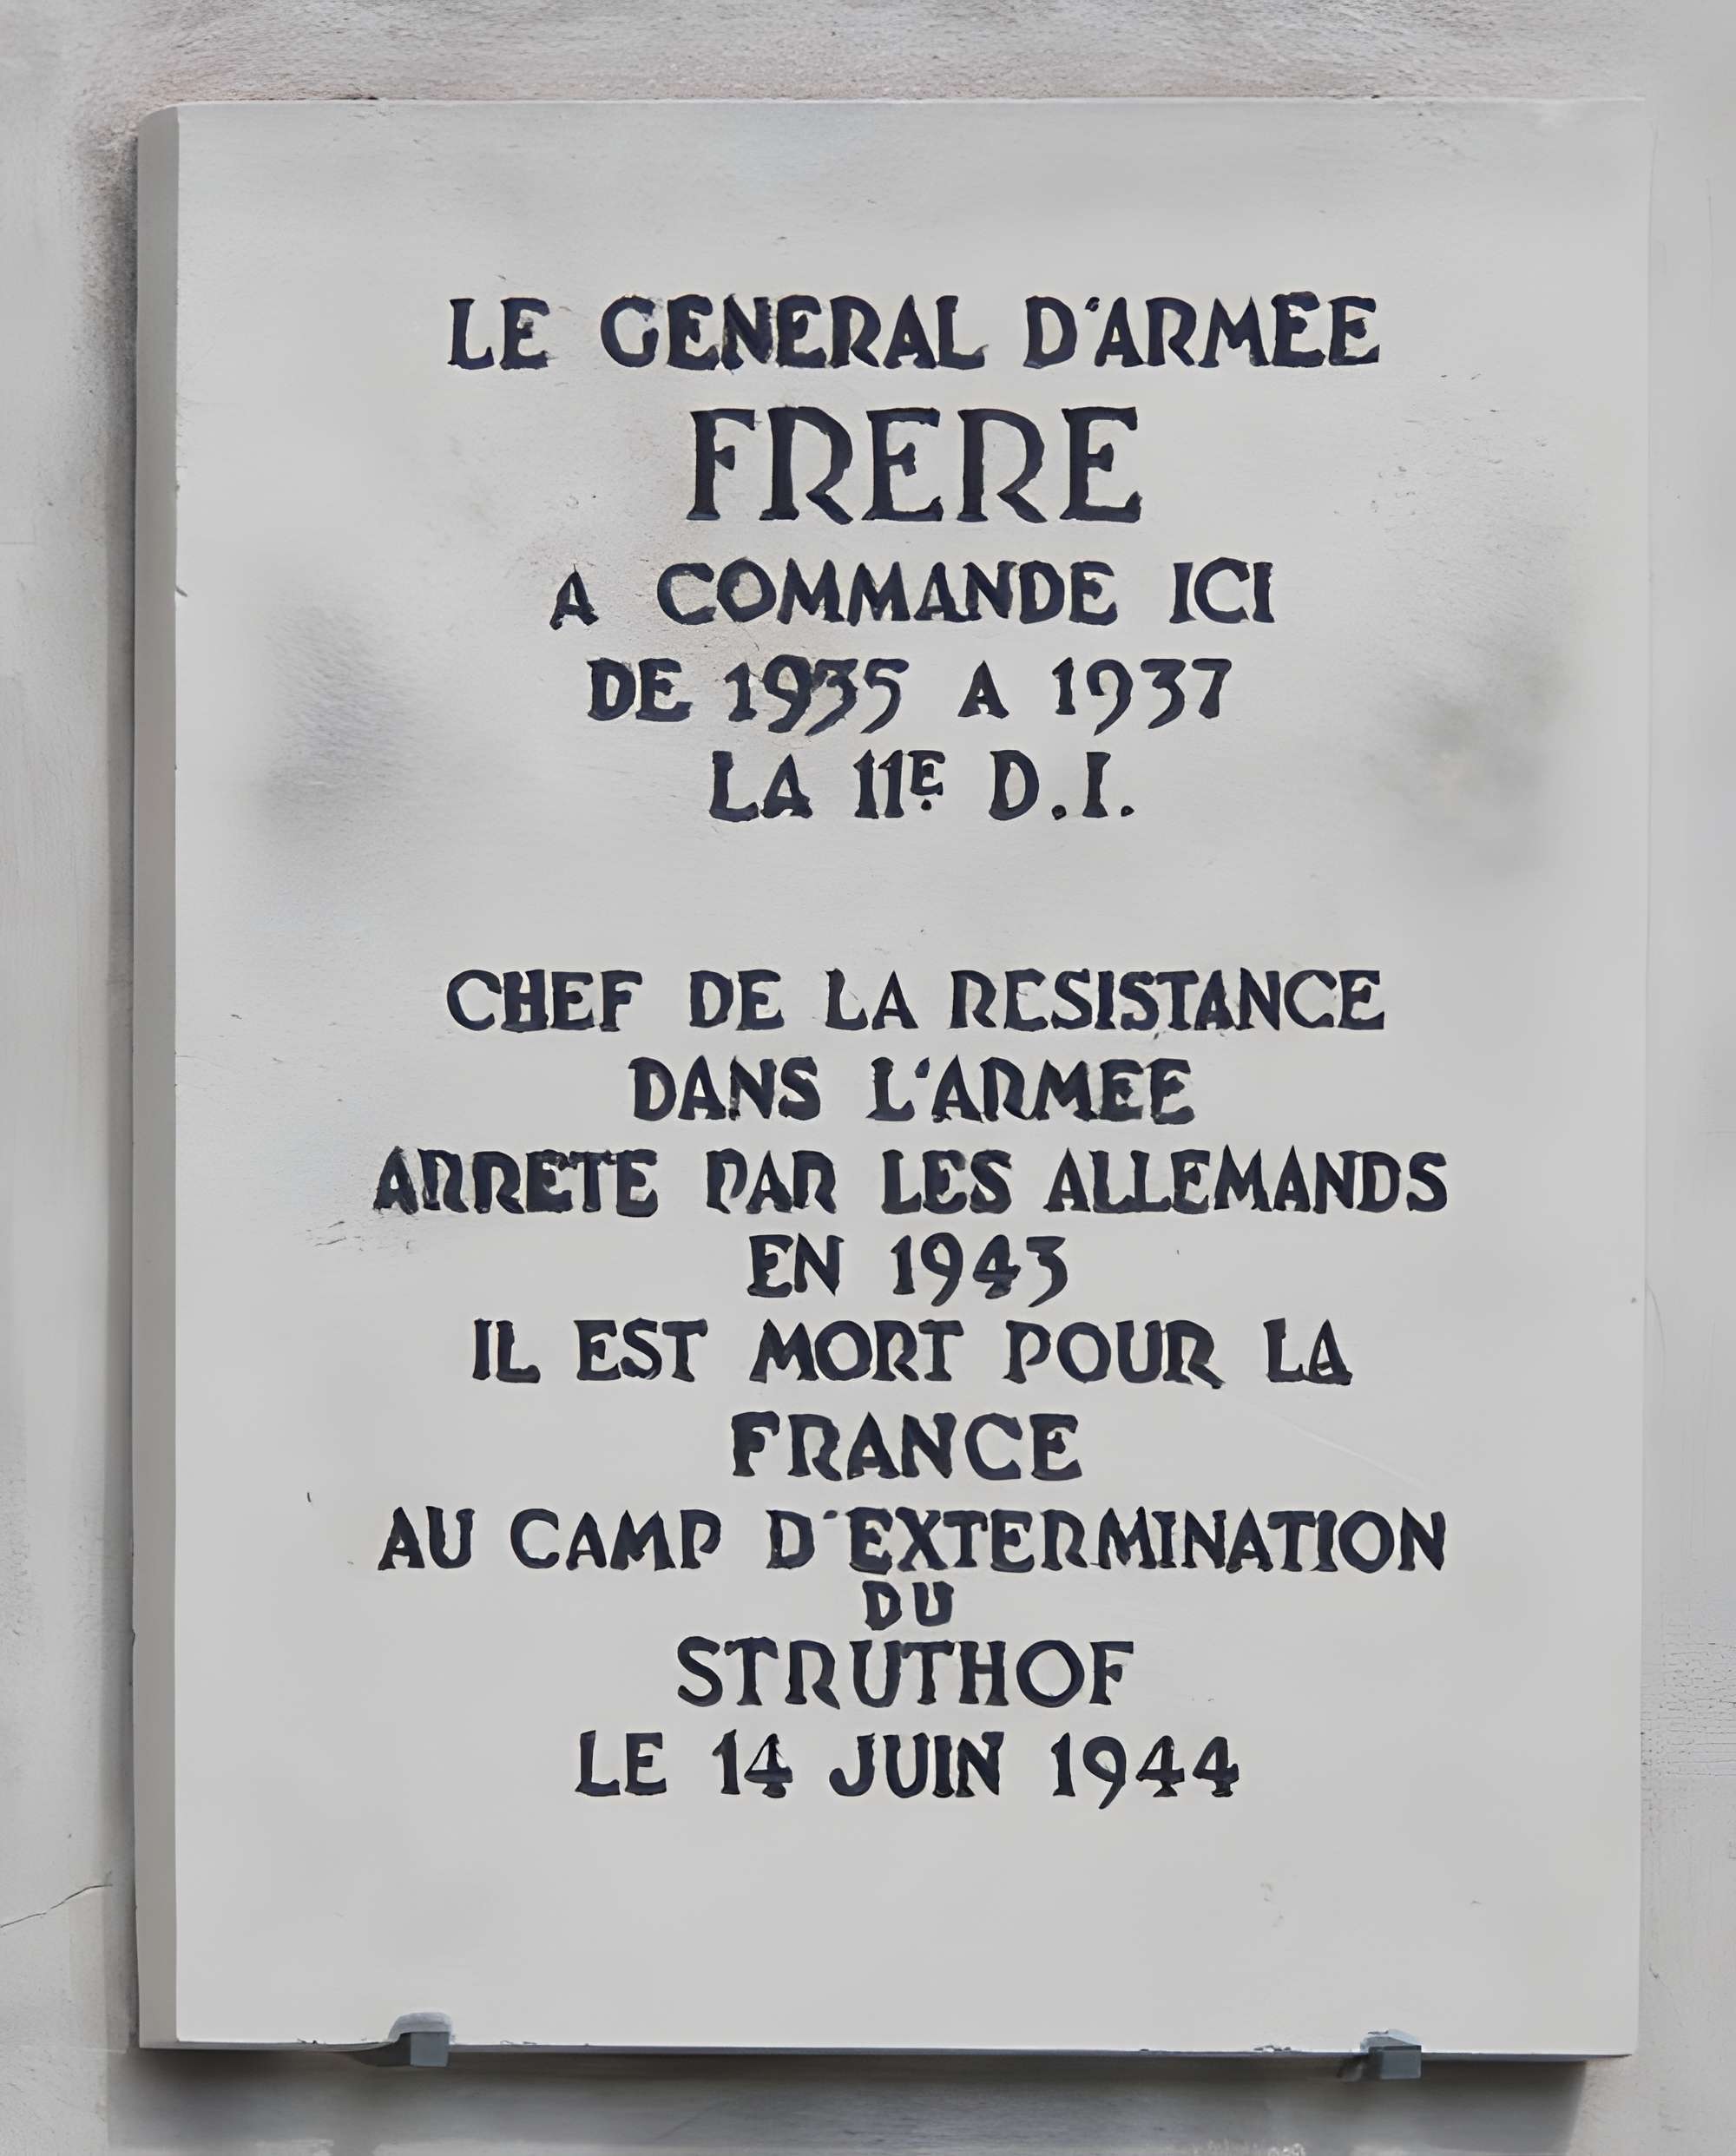 LE GENERAL D'ARMEE
FRERE
A COMMANDE ICI
DE 1935 A 1937
LA 11E D.I.
CHEF DE LA RESISTANCE
DANS L'ARMEE
ARRETE PAR LES ALLEMANDS
EN 1943
IL EST MORT POUR LA
FRANCE
AU CAMP D'EXTERMINATION
DU
STRUTHOF
LE 14 JUIN 1944